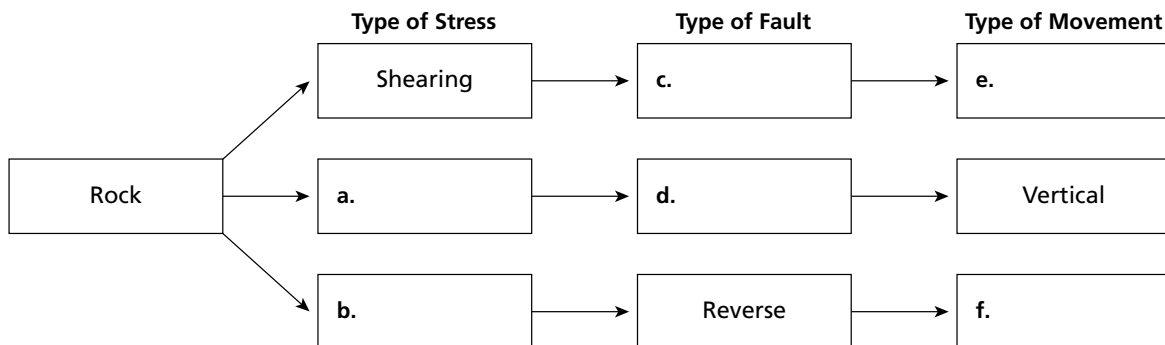 Type of Stress Type of Fault Type of Movement
Shearing c. e.
Rock a. d. Vertical
b. Reverse f.